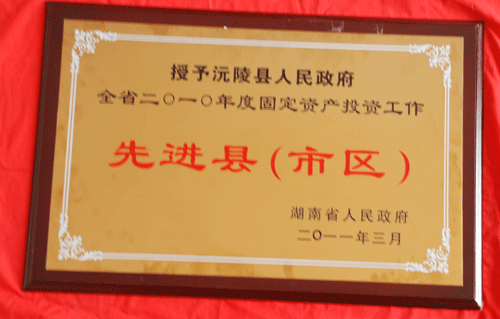 授予沅陵县人民政府
全省二〇一〇年度固定资产投资工作
先进县(市区)
湖南省人民政府
二〇一一年三月